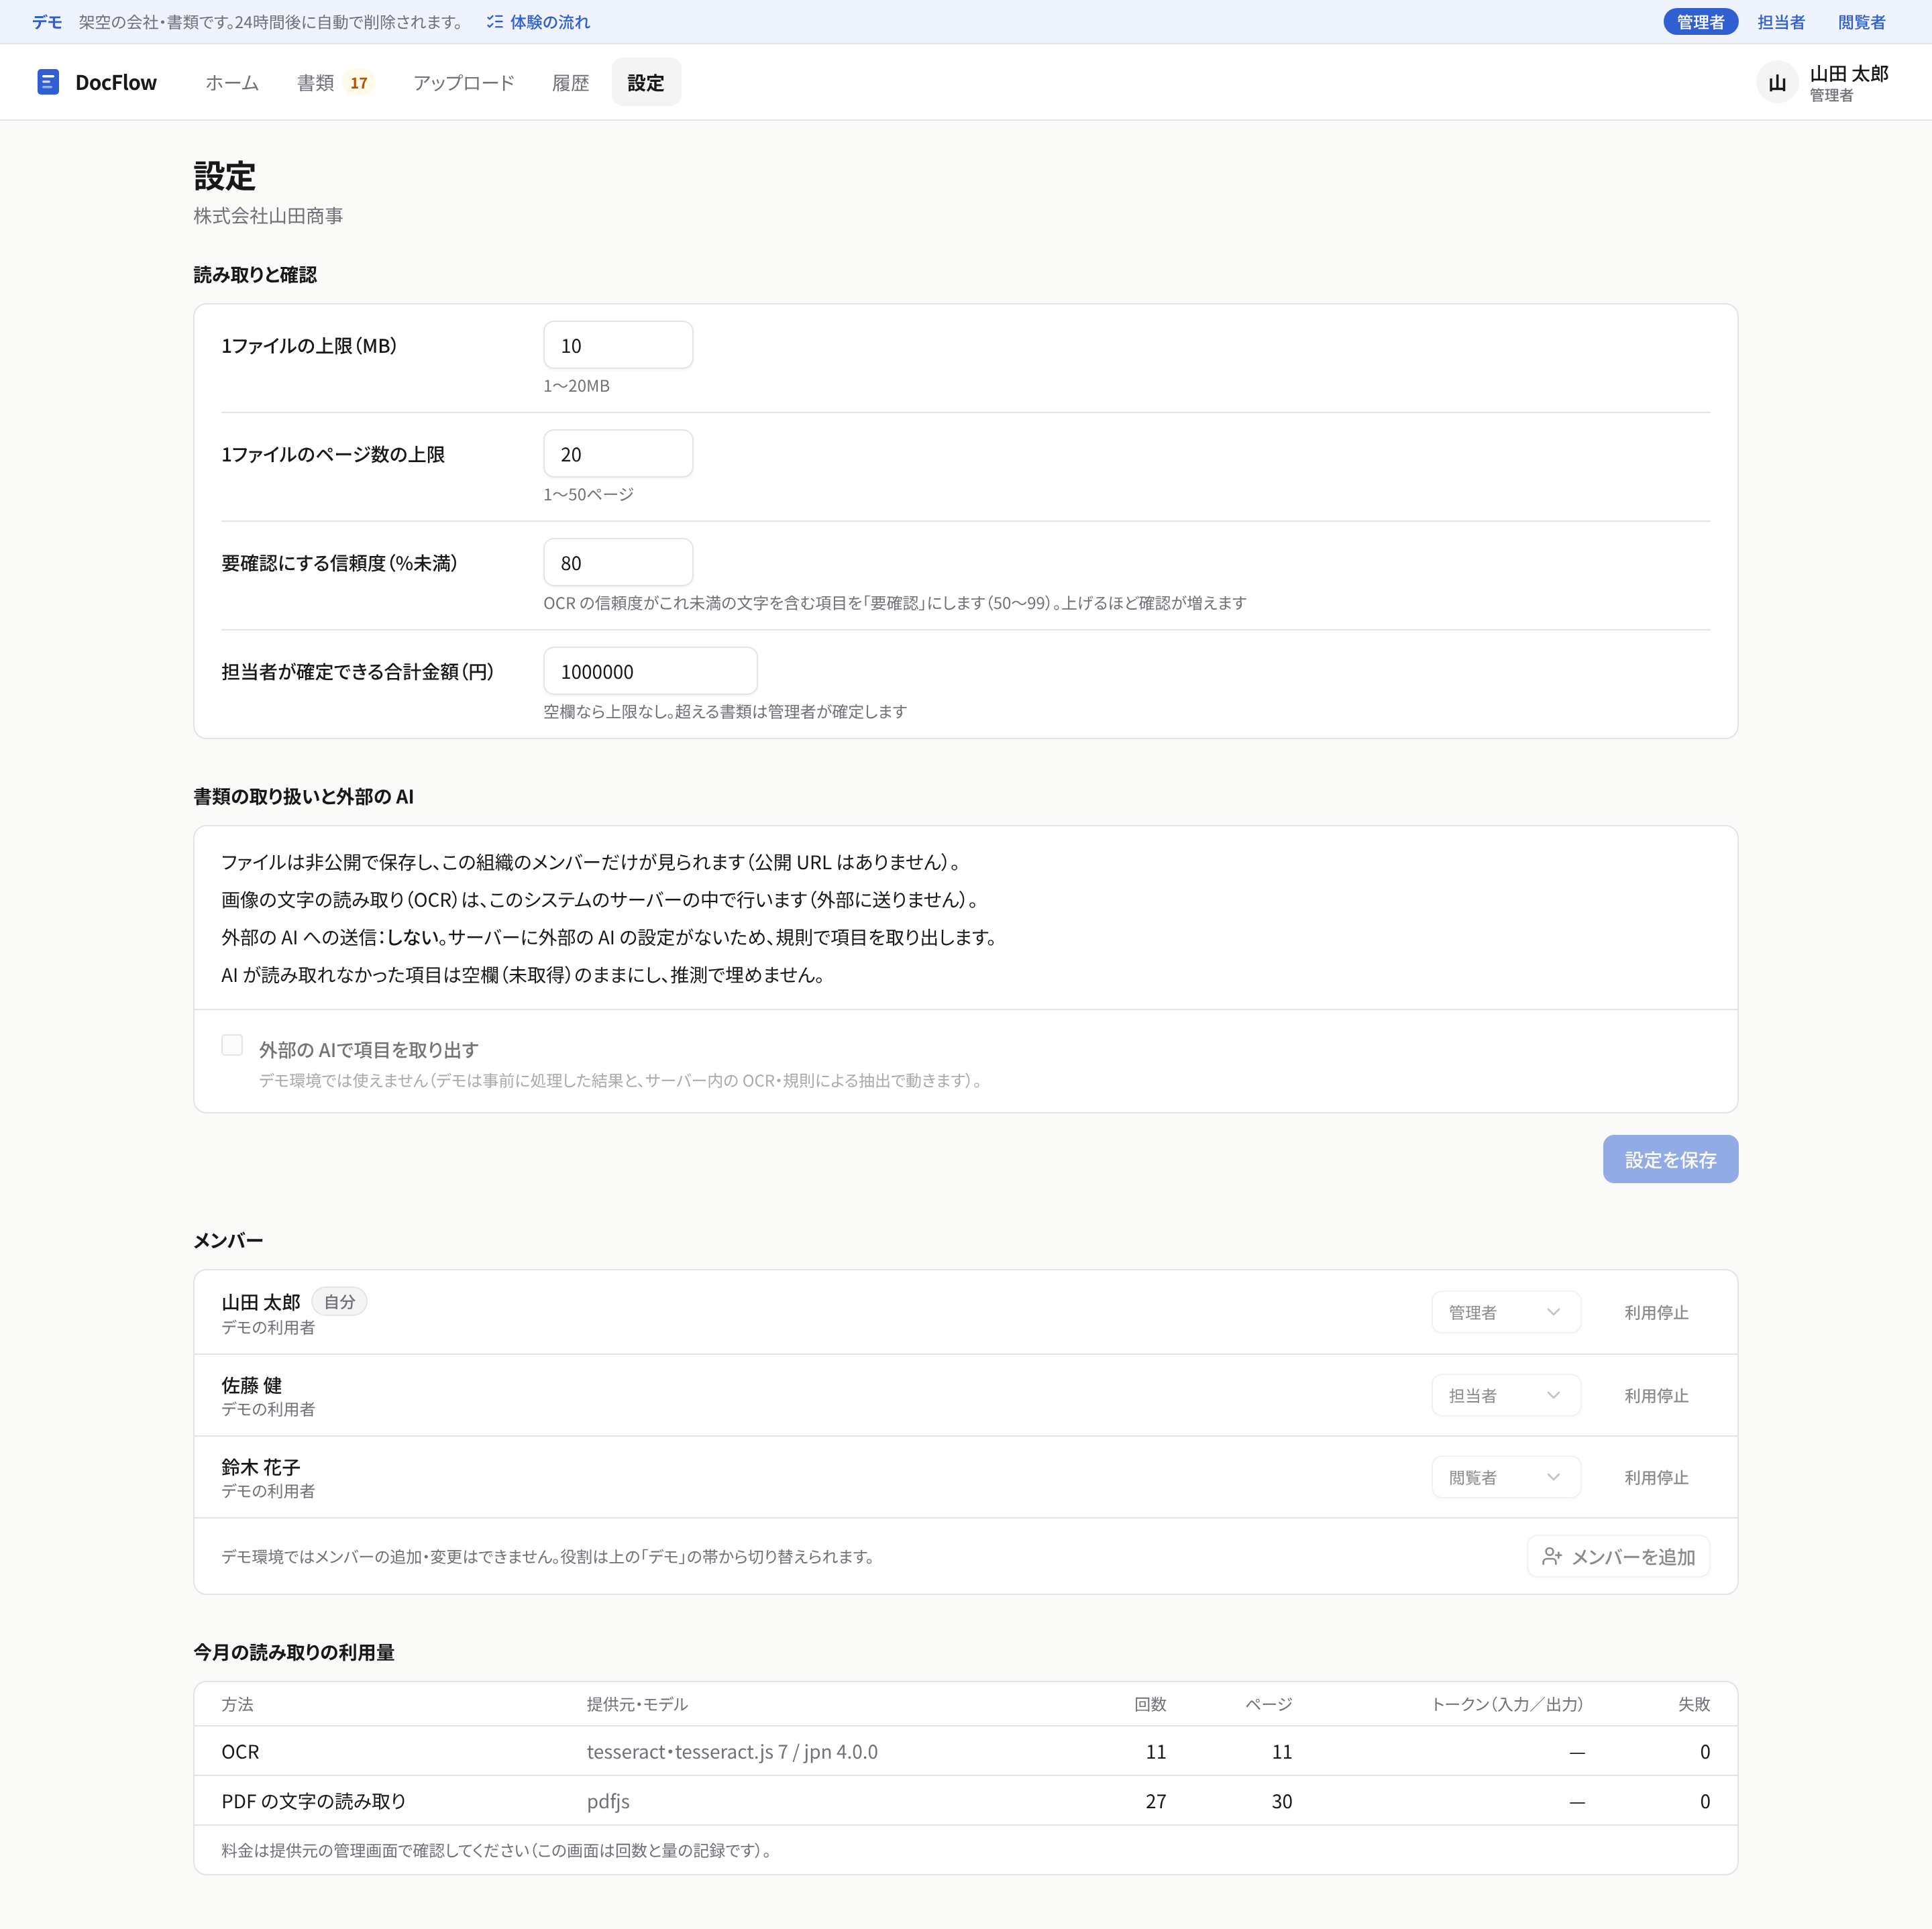 デモ 架空の会社・書類です。24時間後に自動で削除されます。 体験の流れ 管理者 担当者 閲覧者
DocFlow ホーム 書類 17 アップロード 履歴 設定 山 山田 太郎
管理者
設定
株式会社山田商事
読み取りと確認
1ファイルの上限（MB） 10
1〜20MB
1ファイルのページ数の上限 20
1〜50ページ
要確認にする信頼度（%未満） 80
OCR の信頼度がこれ未満の文字を含む項目を「要確認」にします（50〜99）。上げるほど確認が増えます
担当者が確定できる合計金額（円） 1000000
空欄なら上限なし。超える書類は管理者が確定します
書類の取り扱いと外部の AI
ファイルは非公開で保存し、この組織のメンバーだけが見られます（公開 URL はありません）。
画像の文字の読み取り（OCR）は、このシステムのサーバーの中で行います（外部に送りません）。
外部の AI への送信：しない。サーバーに外部の AI の設定がないため、規則で項目を取り出します。
AI が読み取れなかった項目は空欄（未取得）のままにし、推測で埋めません。
外部の AIで項目を取り出す
デモ環境では使えません（デモは事前に処理した結果と、サーバー内の OCR・規則による抽出で動きます）。
設定を保存
メンバー
山田 太郎 自分
デモの利用者
管理者 利用停止
佐藤 健
デモの利用者
担当者 利用停止
鈴木 花子
デモの利用者
閲覧者 利用停止
デモ環境ではメンバーの追加・変更はできません。役割は上の「デモ」の帯から切り替えられます。 メンバーを追加
今月の読み取りの利用量
方法 提供元・モデル 回数 ページ トークン（入力／出力） 失敗
OCR tesseract・tesseract.js 7 / jpn 4.0.0 11 11 — 0
PDF の文字の読み取り pdfjs 27 30 — 0
料金は提供元の管理画面で確認してください（この画面は回数と量の記録です）。